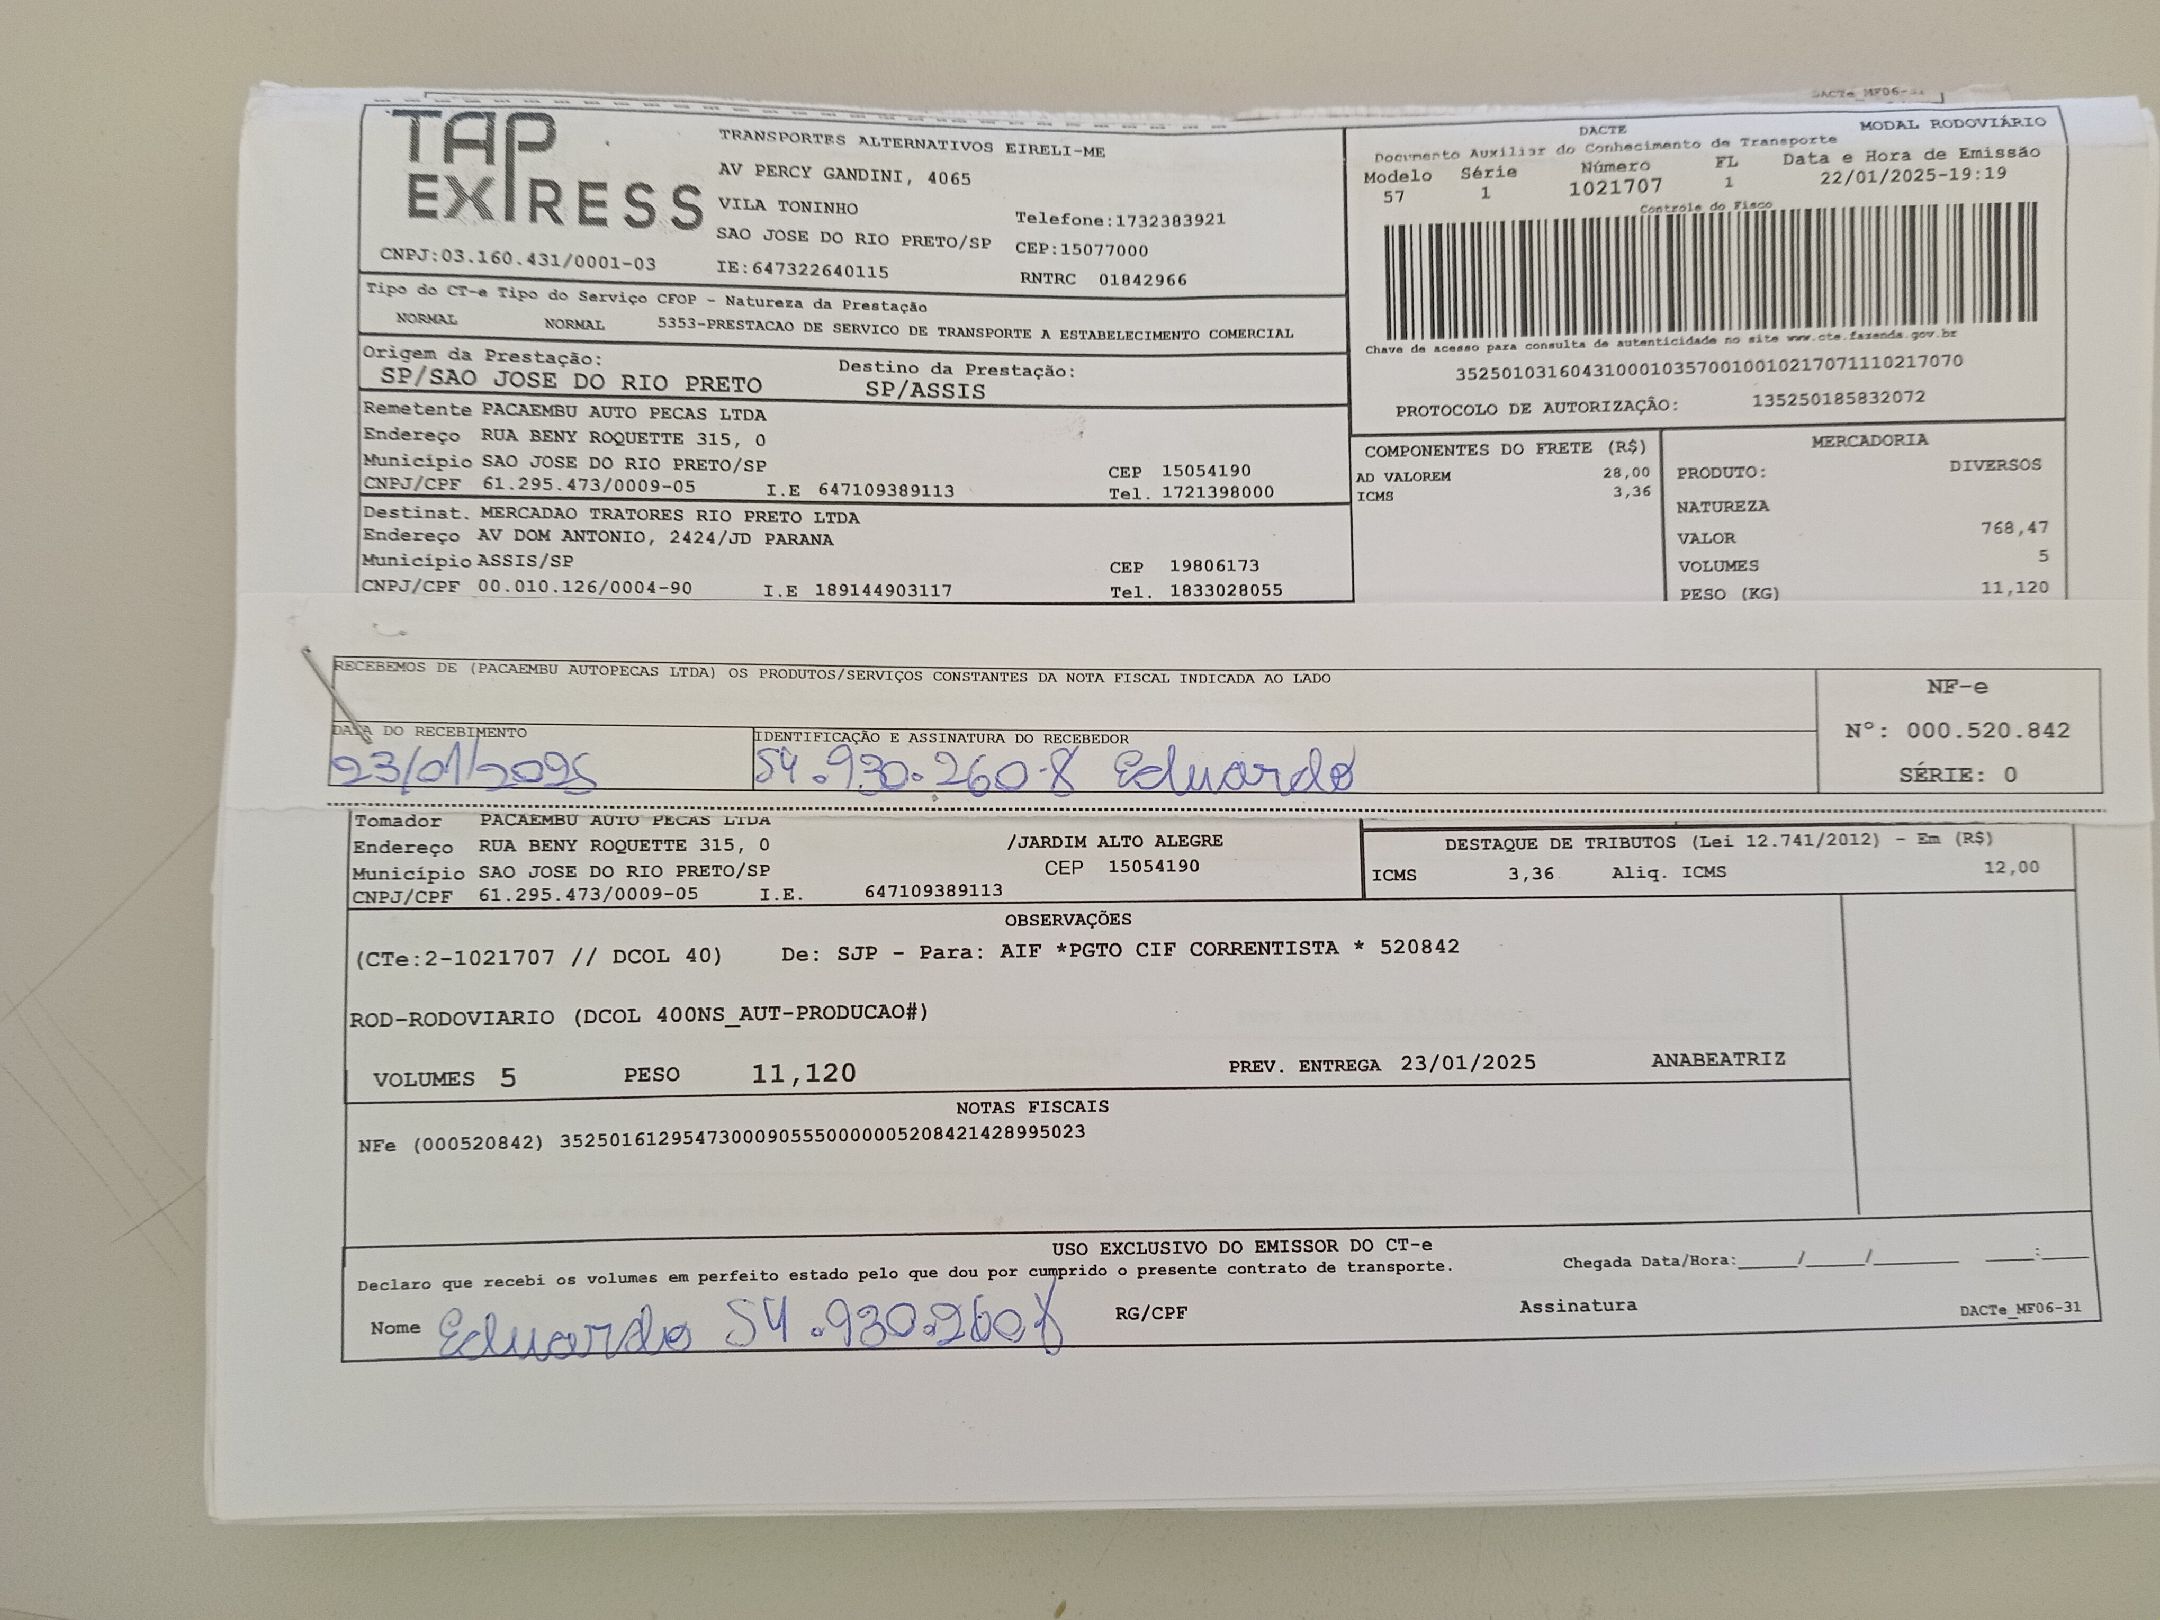 DACTe_MF06-31
TAP EXPRESS
TRANSPORTES ALTERNATIVOS EIRELI-ME
AV PERCY GANDINI, 4065
VILA TONINHO
Telefone:1732383921
SAO JOSE DO RIO PRETO/SP CEP:15077000
CNPJ:03.160.431/0001-03 IE:647322640115 RNTRC 01842966
DACTE MODAL RODOVIÁRIO
Documento Auxiliar do Conhecimento de Transporte
Modelo Série Número FL Data e Hora de Emissão
57 1 1021707 1 22/01/2025-19:19
Controle do Fisco
Chave de acesso para consulta de autenticidade no site www.cte.fazenda.gov.br
35250103160431000103570010010217071110217070
PROTOCOLO DE AUTORIZAÇÃO: 135250185832072
Tipo do CT-e Tipo do Serviço CFOP - Natureza da Prestação
NORMAL NORMAL 5353-PRESTACAO DE SERVICO DE TRANSPORTE A ESTABELECIMENTO COMERCIAL
Origem da Prestação: Destino da Prestação:
SP/SAO JOSE DO RIO PRETO SP/ASSIS
Remetente PACAEMBU AUTO PECAS LTDA
Endereço RUA BENY ROQUETTE 315, 0
Município SAO JOSE DO RIO PRETO/SP CEP 15054190
CNPJ/CPF 61.295.473/0009-05 I.E 647109389113 Tel. 1721398000
Destinat. MERCADAO TRATORES RIO PRETO LTDA
Endereço AV DOM ANTONIO, 2424/JD PARANA
Município ASSIS/SP CEP 19806173
CNPJ/CPF 00.010.126/0004-90 I.E 189144903117 Tel. 1833028055
COMPONENTES DO FRETE (R$)
AD VALOREM 28,00
ICMS 3,36
MERCADORIA
PRODUTO: DIVERSOS
NATUREZA
VALOR 768,47
VOLUMES 5
PESO (KG) 11,120
RECEBEMOS DE (PACAEMBU AUTOPECAS LTDA) OS PRODUTOS/SERVIÇOS CONSTANTES DA NOTA FISCAL INDICADA AO LADO
DATA DO RECEBIMENTO IDENTIFICAÇÃO E ASSINATURA DO RECEBEDOR
23/01/2025 54.930.260-8 Eduardo
NF-e
Nº: 000.520.842
SÉRIE: 0
Tomador PACAEMBU AUTO PECAS LTDA
Endereço RUA BENY ROQUETTE 315, 0 /JARDIM ALTO ALEGRE
Município SAO JOSE DO RIO PRETO/SP CEP 15054190
CNPJ/CPF 61.295.473/0009-05 I.E. 647109389113
DESTAQUE DE TRIBUTOS (Lei 12.741/2012) - Em (R$)
ICMS 3,36 Aliq. ICMS 12,00
OBSERVAÇÕES
(CTe:2-1021707 // DCOL 40) De: SJP - Para: AIF *PGTO CIF CORRENTISTA * 520842
ROD-RODOVIARIO (DCOL 400NS_AUT-PRODUCAO#)
VOLUMES 5 PESO 11,120 PREV. ENTREGA 23/01/2025 ANABEATRIZ
NOTAS FISCAIS
NFe (000520842) 35250161295473000905550000005208421428995023
USO EXCLUSIVO DO EMISSOR DO CT-e
Declaro que recebi os volumes em perfeito estado pelo que dou por cumprido o presente contrato de transporte. Chegada Data/Hora:_____/_____/_______ ____:____
Nome Eduardo 54.930.2608 RG/CPF Assinatura DACTe_MF06-31